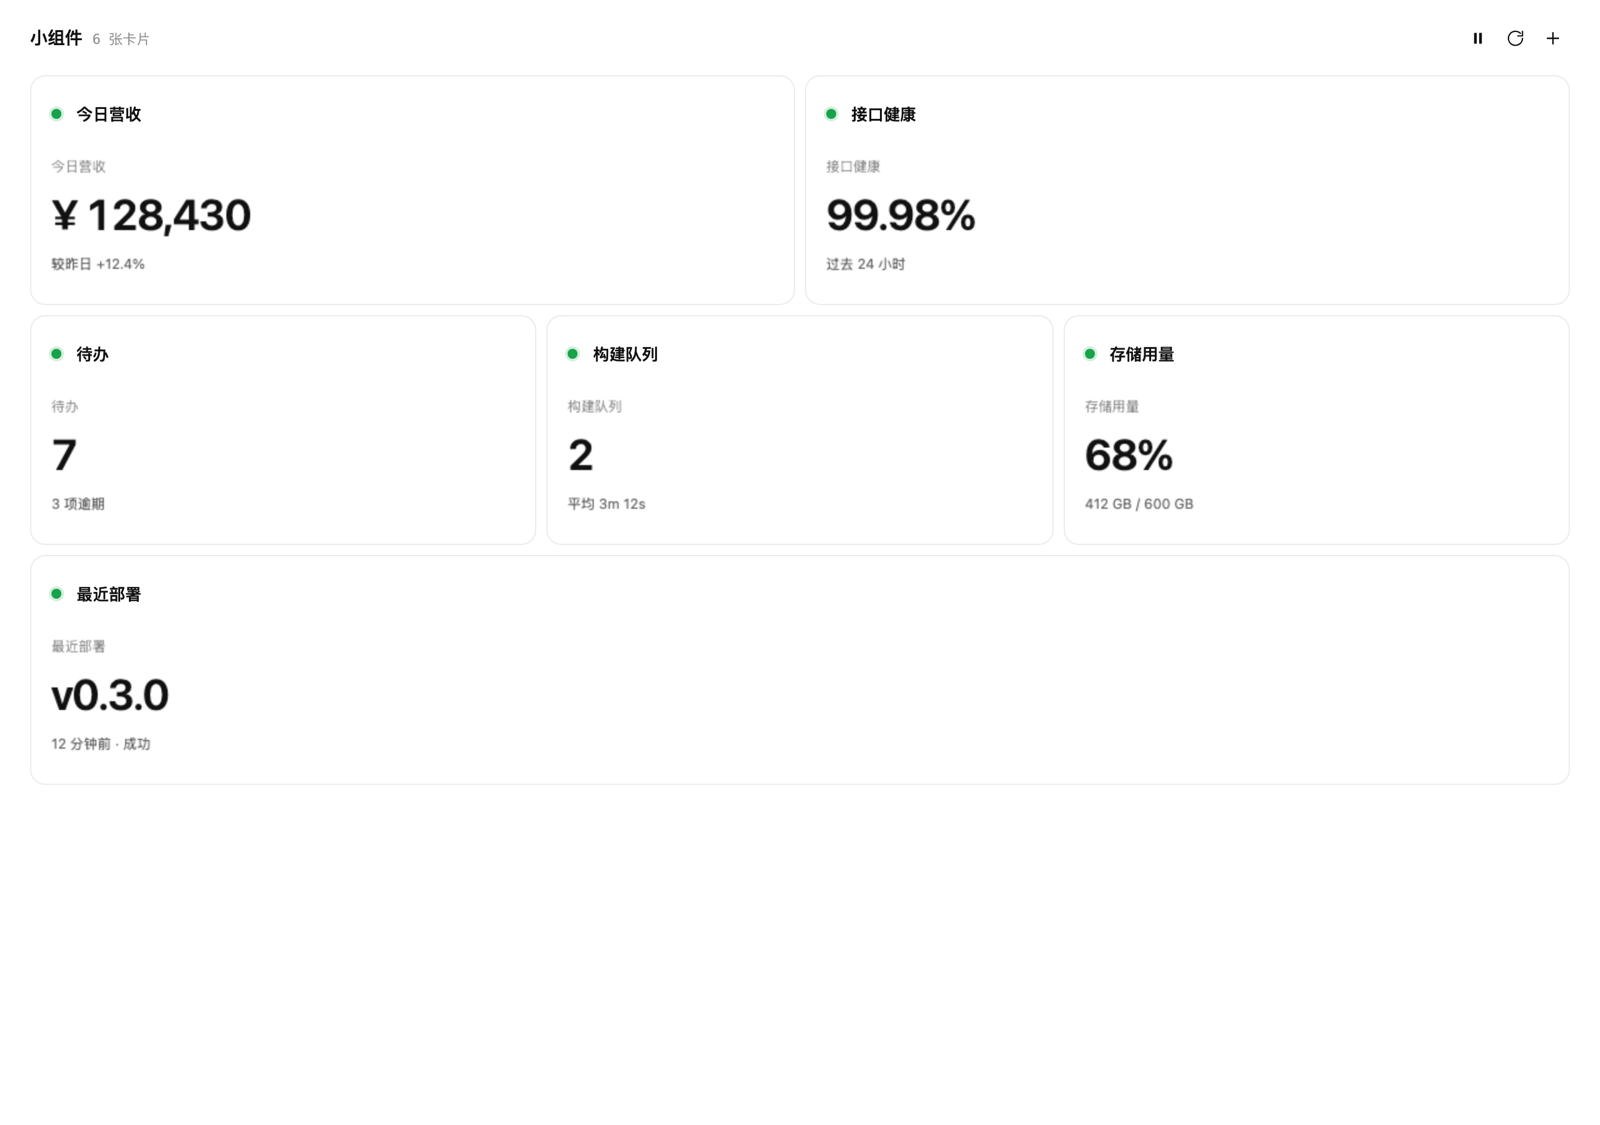 小组件 6 张卡片
今日营收
今日营收
¥ 128,430
较昨日 +12.4%
接口健康
接口健康
99.98%
过去 24 小时
待办
待办
7
3 项逾期
构建队列
构建队列
2
平均 3m 12s
存储用量
存储用量
68%
412 GB / 600 GB
最近部署
最近部署
v0.3.0
12 分钟前 · 成功